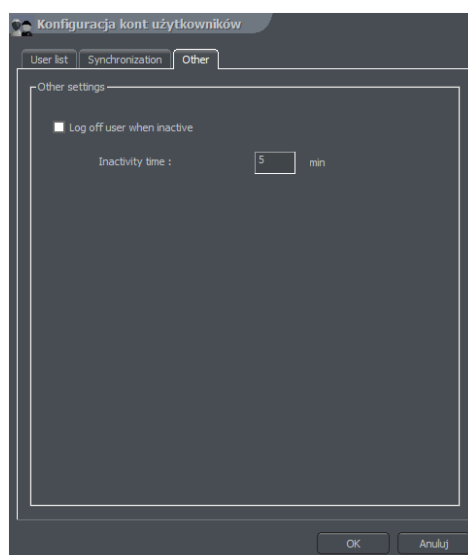 Konfiguracja kont użytkowników
User list Synchronization Other
Other settings
Log off user when inactive
Inactivity time : 5 min
OK Anuluj